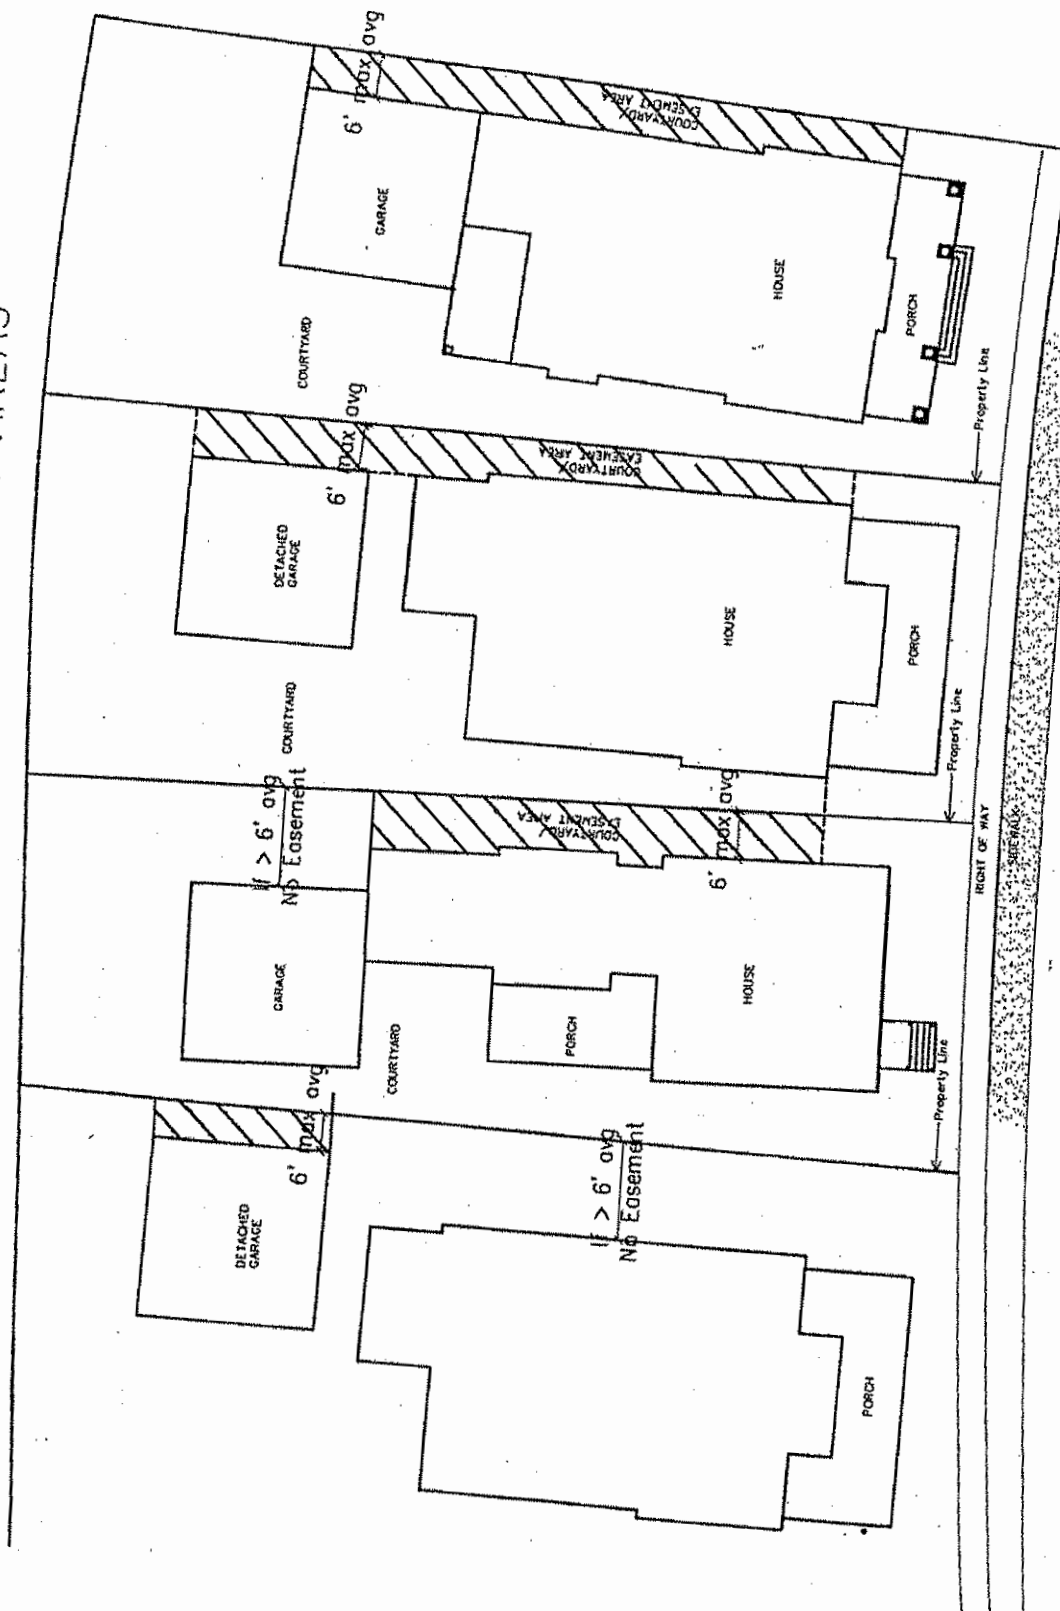 6' max avg
COURTYARD/
EASEMENT AREA
GARAGE
HOUSE
PORCH
COURTYARD
Property Line
6' max avg
COURTYARD/
EASEMENT AREA
DETACHED
GARAGE
HOUSE
PORCH
COURTYARD
Property Line
If > 6' avg
No Easement
COURTYARD/
EASEMENT AREA
6' max avg
GARAGE
HOUSE
PORCH
COURTYARD
Property Line
RIGHT OF WAY
SIDEWALK
6' max avg
DETACHED
GARAGE
If > 6' avg
No Easement
PORCH